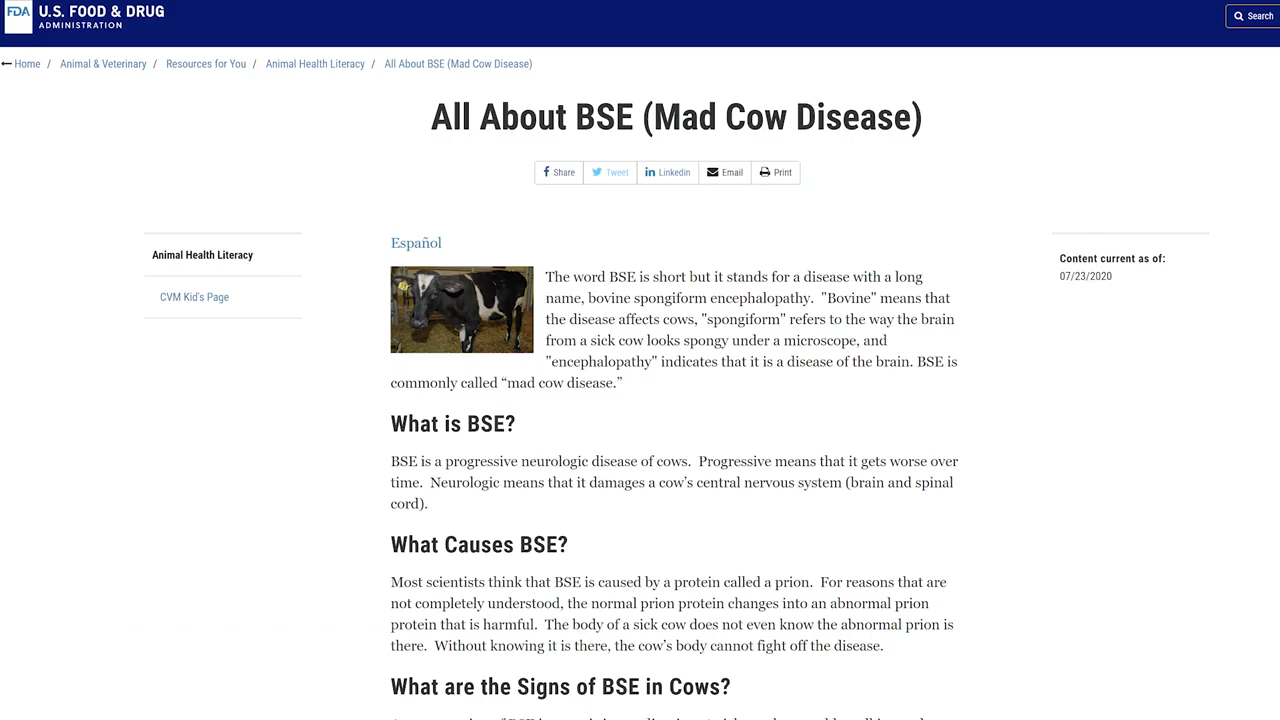 FDA U.S. FOOD & DRUG
ADMINISTRATION
Search
Home / Animal & Veterinary / Resources for You / Animal Health Literacy / All About BSE (Mad Cow Disease)
All About BSE (Mad Cow Disease)
Share Tweet Linkedin Email Print
Animal Health Literacy
CVM Kid's Page
Español
The word BSE is short but it stands for a disease with a long
name, bovine spongiform encephalopathy.  "Bovine" means that
the disease affects cows, "spongiform" refers to the way the brain
from a sick cow looks spongy under a microscope, and
"encephalopathy" indicates that it is a disease of the brain. BSE is
commonly called “mad cow disease.”
What is BSE?
BSE is a progressive neurologic disease of cows.  Progressive means that it gets worse over
time.  Neurologic means that it damages a cow’s central nervous system (brain and spinal
cord).
What Causes BSE?
Most scientists think that BSE is caused by a protein called a prion.  For reasons that are
not completely understood, the normal prion protein changes into an abnormal prion
protein that is harmful.  The body of a sick cow does not even know the abnormal prion is
there.  Without knowing it is there, the cow’s body cannot fight off the disease.
What are the Signs of BSE in Cows?
Content current as of:
07/23/2020